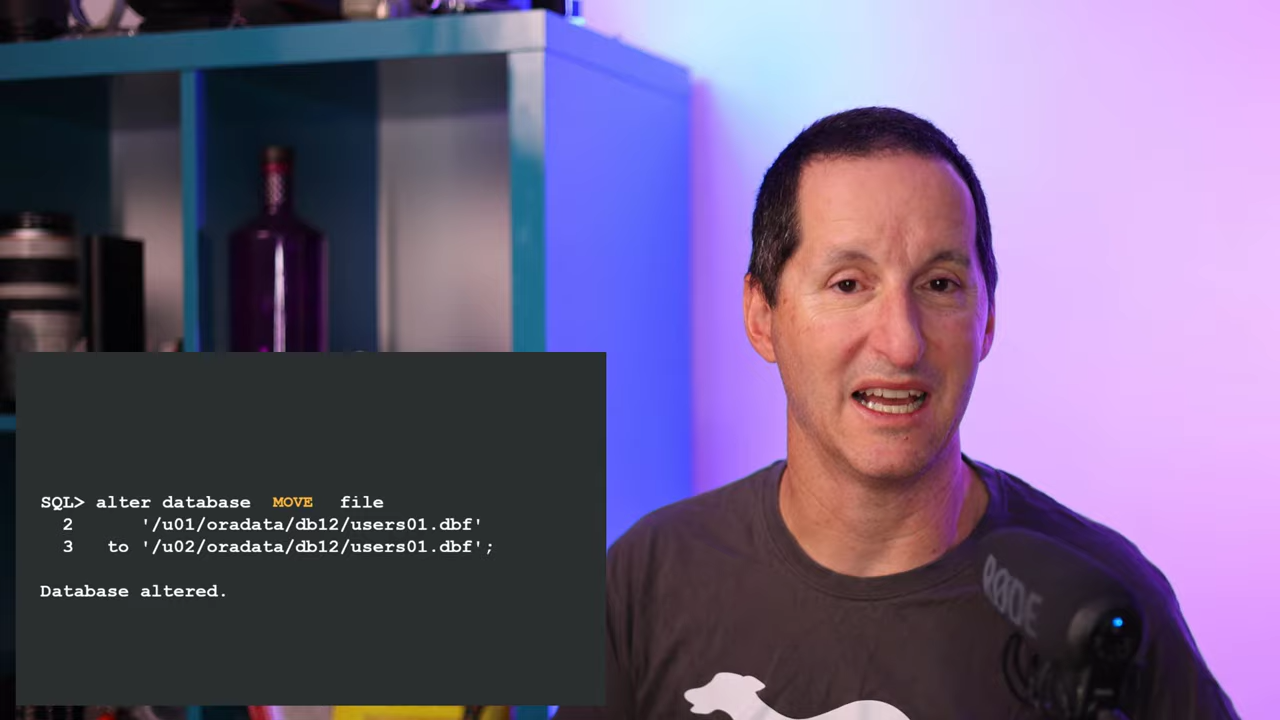 SQL> alter database MOVE file
2 '/u01/oradata/db12/users01.dbf'
3 to '/u02/oradata/db12/users01.dbf';
Database altered.
RØDE